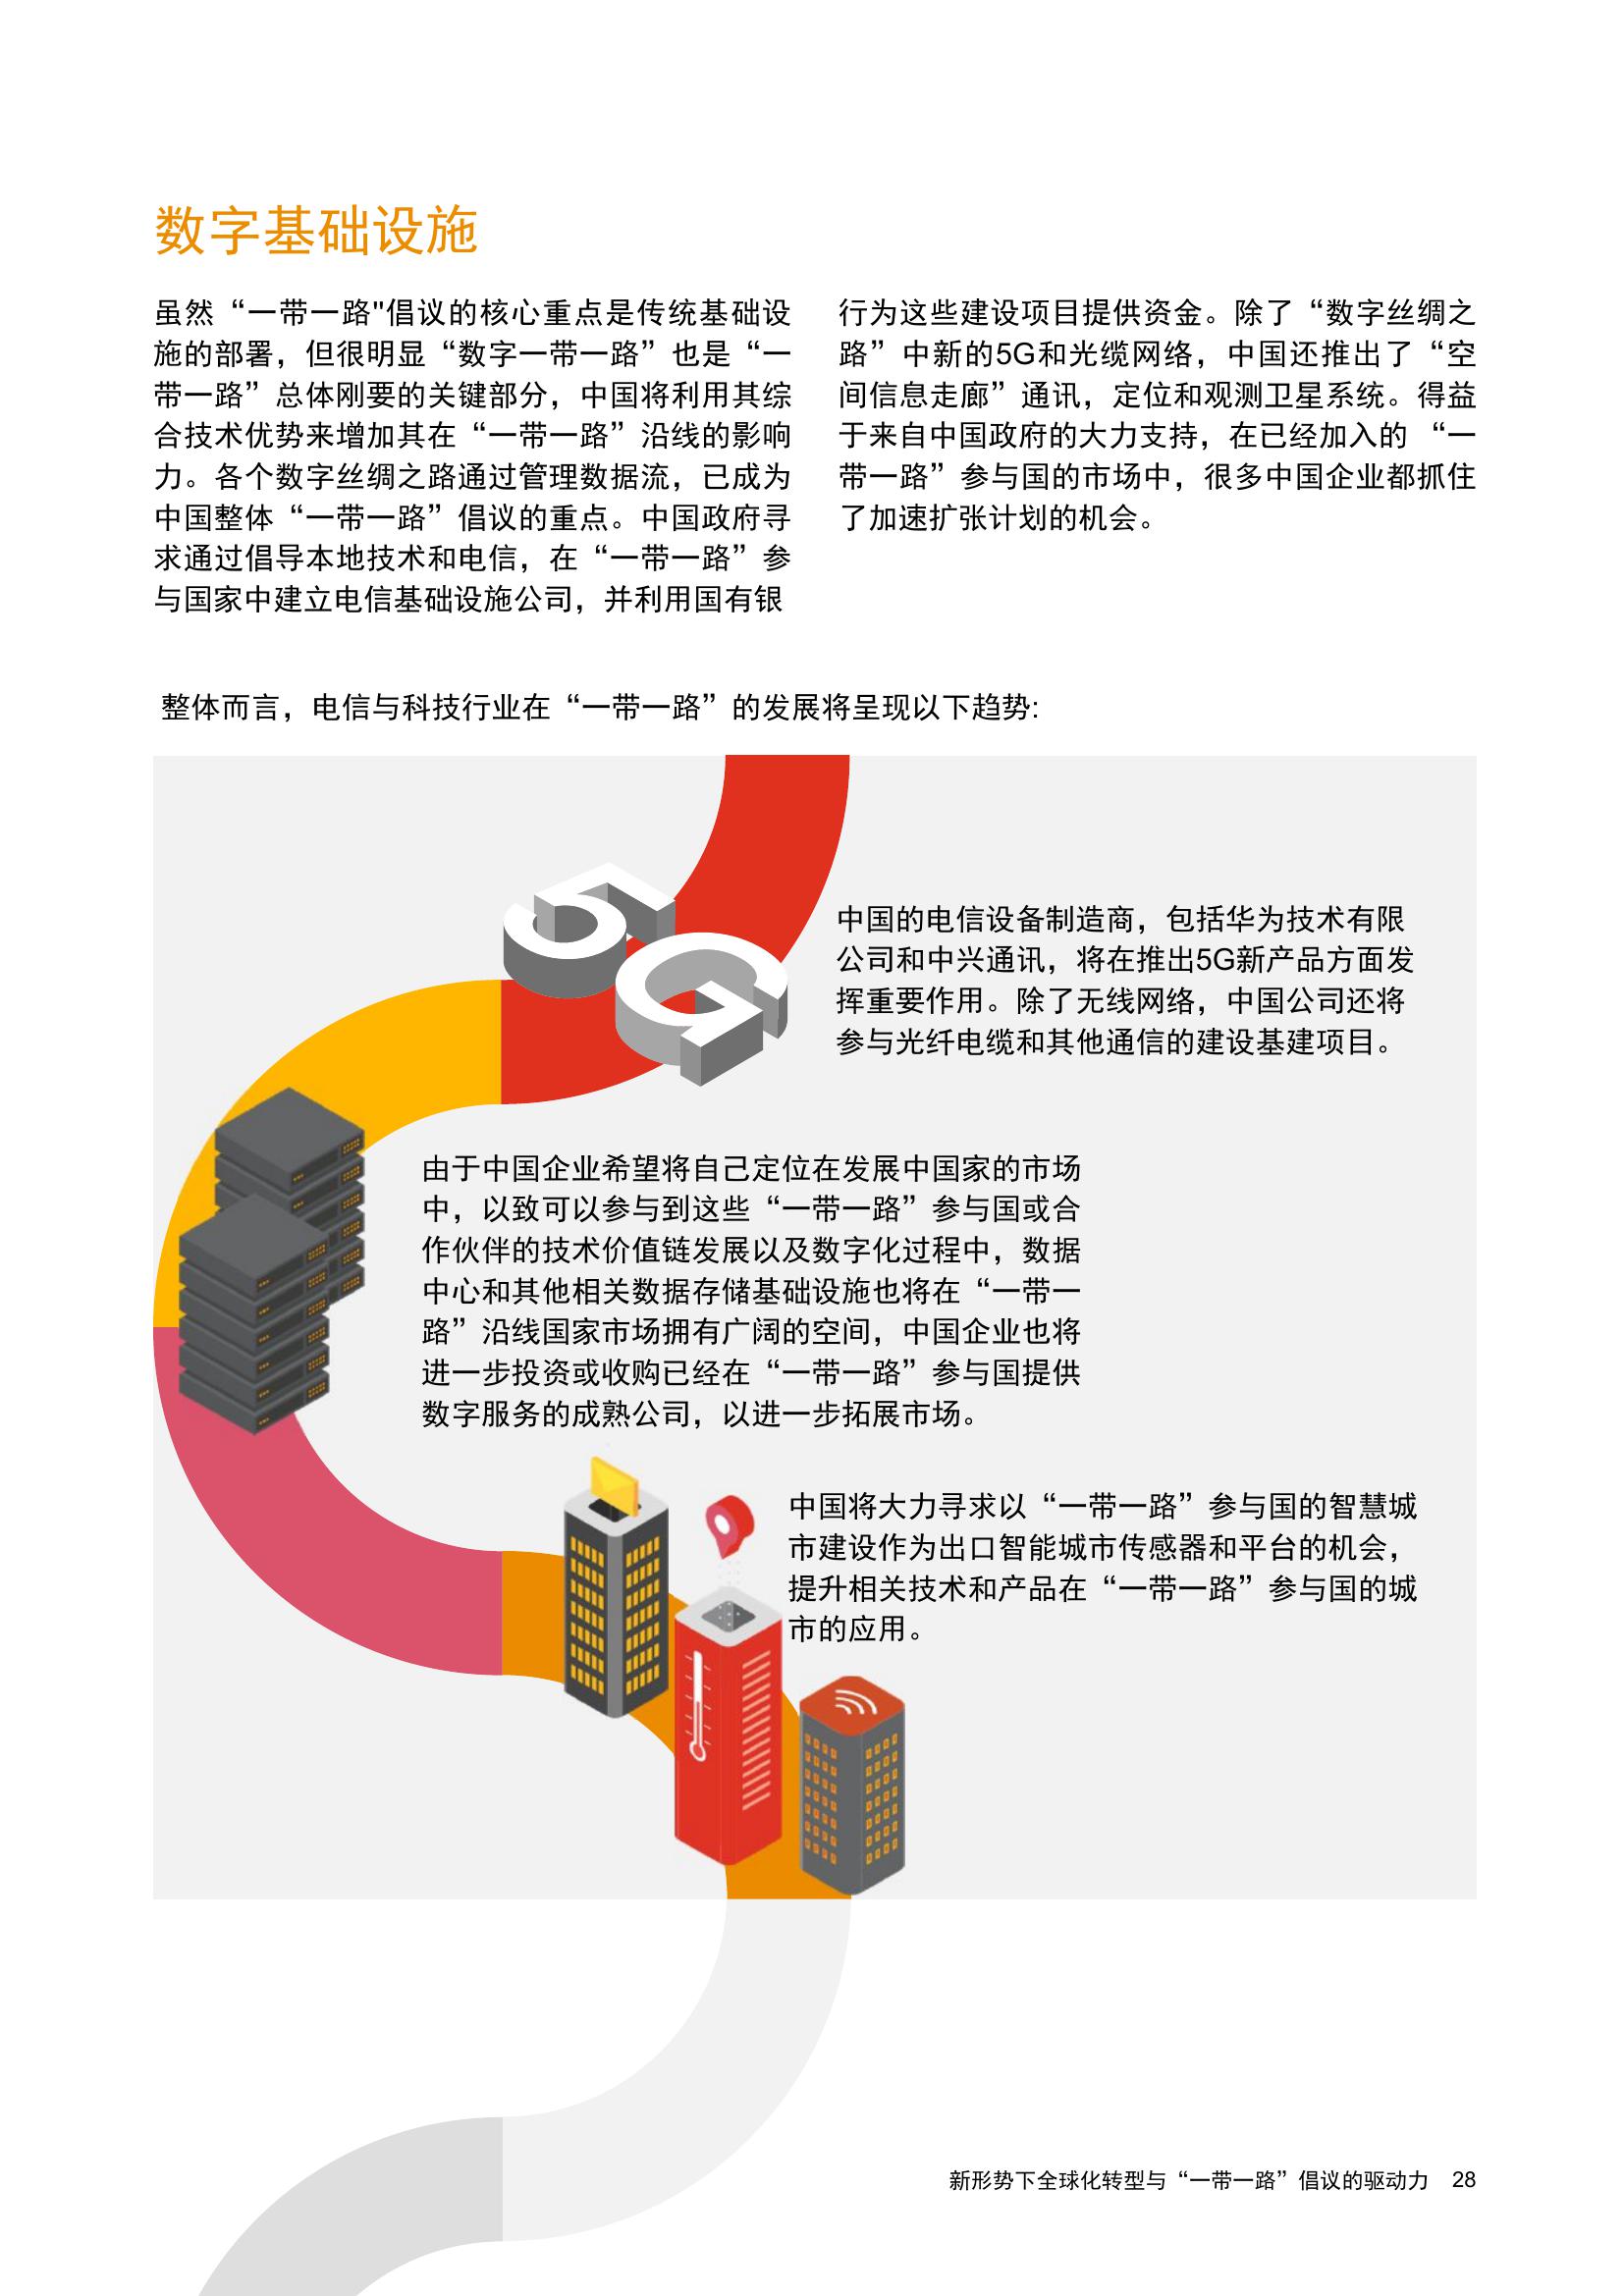 数字基础设施
虽然“一带一路"倡议的核心重点是传统基础设
施的部署，但很明显“数字一带一路”也是“一
带一路”总体刚要的关键部分，中国将利用其综
合技术优势来增加其在“一带一路”沿线的影响
力。各个数字丝绸之路通过管理数据流，已成为
中国整体“一带一路”倡议的重点。中国政府寻
求通过倡导本地技术和电信，在“一带一路”参
与国家中建立电信基础设施公司，并利用国有银
行为这些建设项目提供资金。除了“数字丝绸之
路”中新的5G和光缆网络，中国还推出了“空
间信息走廊”通讯，定位和观测卫星系统。得益
于来自中国政府的大力支持，在已经加入的 “一
带一路”参与国的市场中，很多中国企业都抓住
了加速扩张计划的机会。
整体而言，电信与科技行业在“一带一路”的发展将呈现以下趋势:
5G
中国的电信设备制造商，包括华为技术有限
公司和中兴通讯，将在推出5G新产品方面发
挥重要作用。除了无线网络，中国公司还将
参与光纤电缆和其他通信的建设基建项目。
由于中国企业希望将自己定位在发展中国家的市场
中，以致可以参与到这些“一带一路”参与国或合
作伙伴的技术价值链发展以及数字化过程中，数据
中心和其他相关数据存储基础设施也将在“一带一
路”沿线国家市场拥有广阔的空间，中国企业也将
进一步投资或收购已经在“一带一路”参与国提供
数字服务的成熟公司，以进一步拓展市场。
中国将大力寻求以“一带一路”参与国的智慧城
市建设作为出口智能城市传感器和平台的机会，
提升相关技术和产品在“一带一路”参与国的城
市的应用。
新形势下全球化转型与“一带一路”倡议的驱动力 28